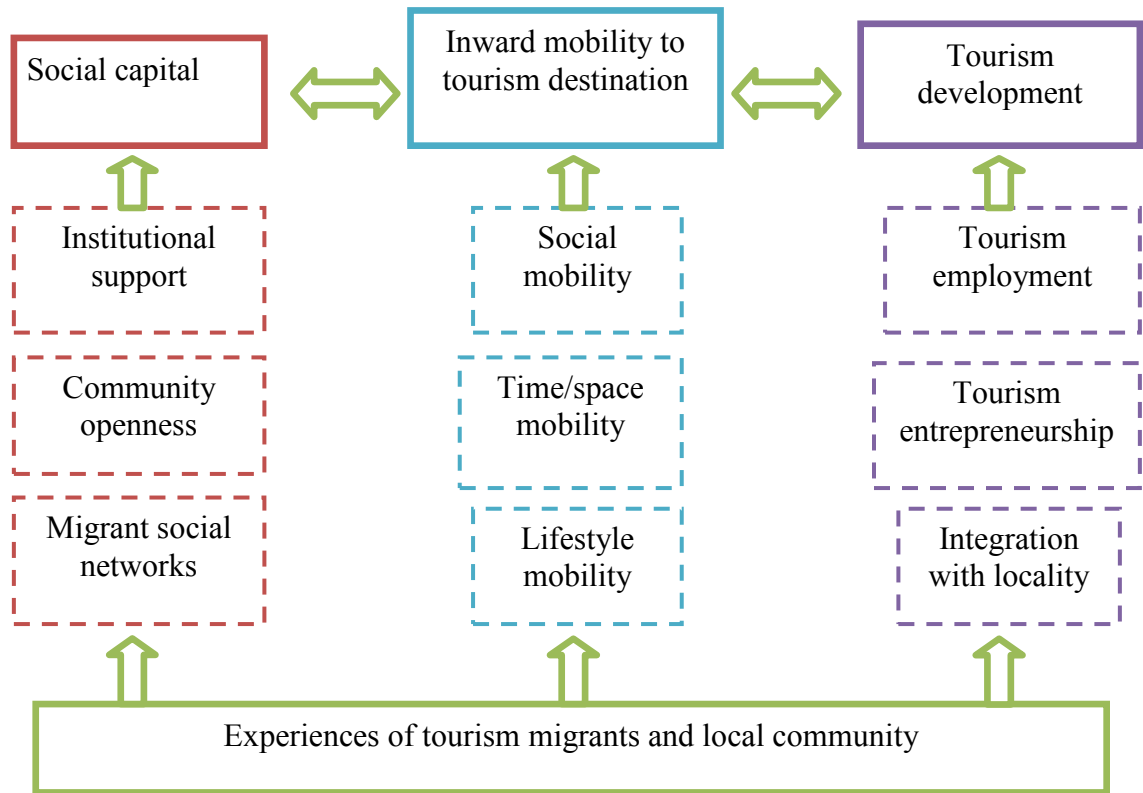 Social capital
Inward mobility to
tourism destination
Tourism
development
Institutional
support
Social
mobility
Tourism
employment
Community
openness
Time/space
mobility
Tourism
entrepreneurship
Migrant social
networks
Lifestyle
mobility
Integration
with locality
Experiences of tourism migrants and local community